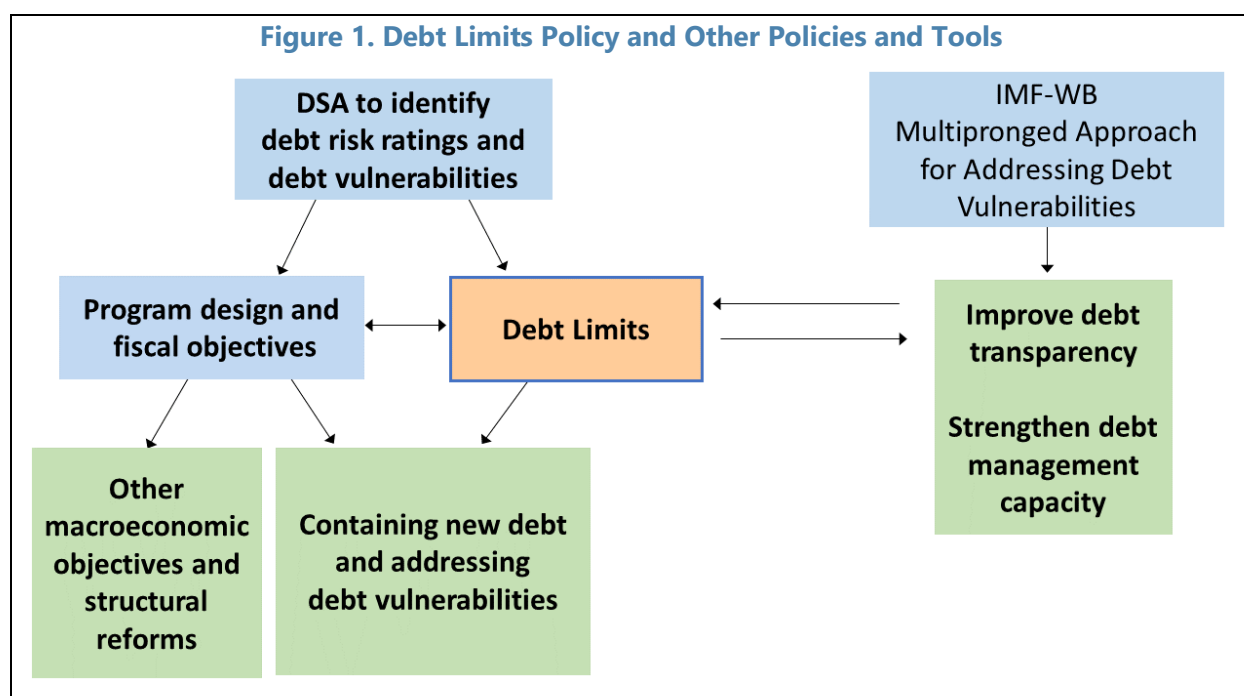 Figure 1. Debt Limits Policy and Other Policies and Tools
DSA to identify
debt risk ratings and
debt vulnerabilities
IMF-WB
Multipronged Approach
for Addressing Debt
Vulnerabilities
Program design and
fiscal objectives
Debt Limits
Improve debt
transparency
Strengthen debt
management
capacity
Other
macroeconomic
objectives and
structural
reforms
Containing new debt
and addressing
debt vulnerabilities